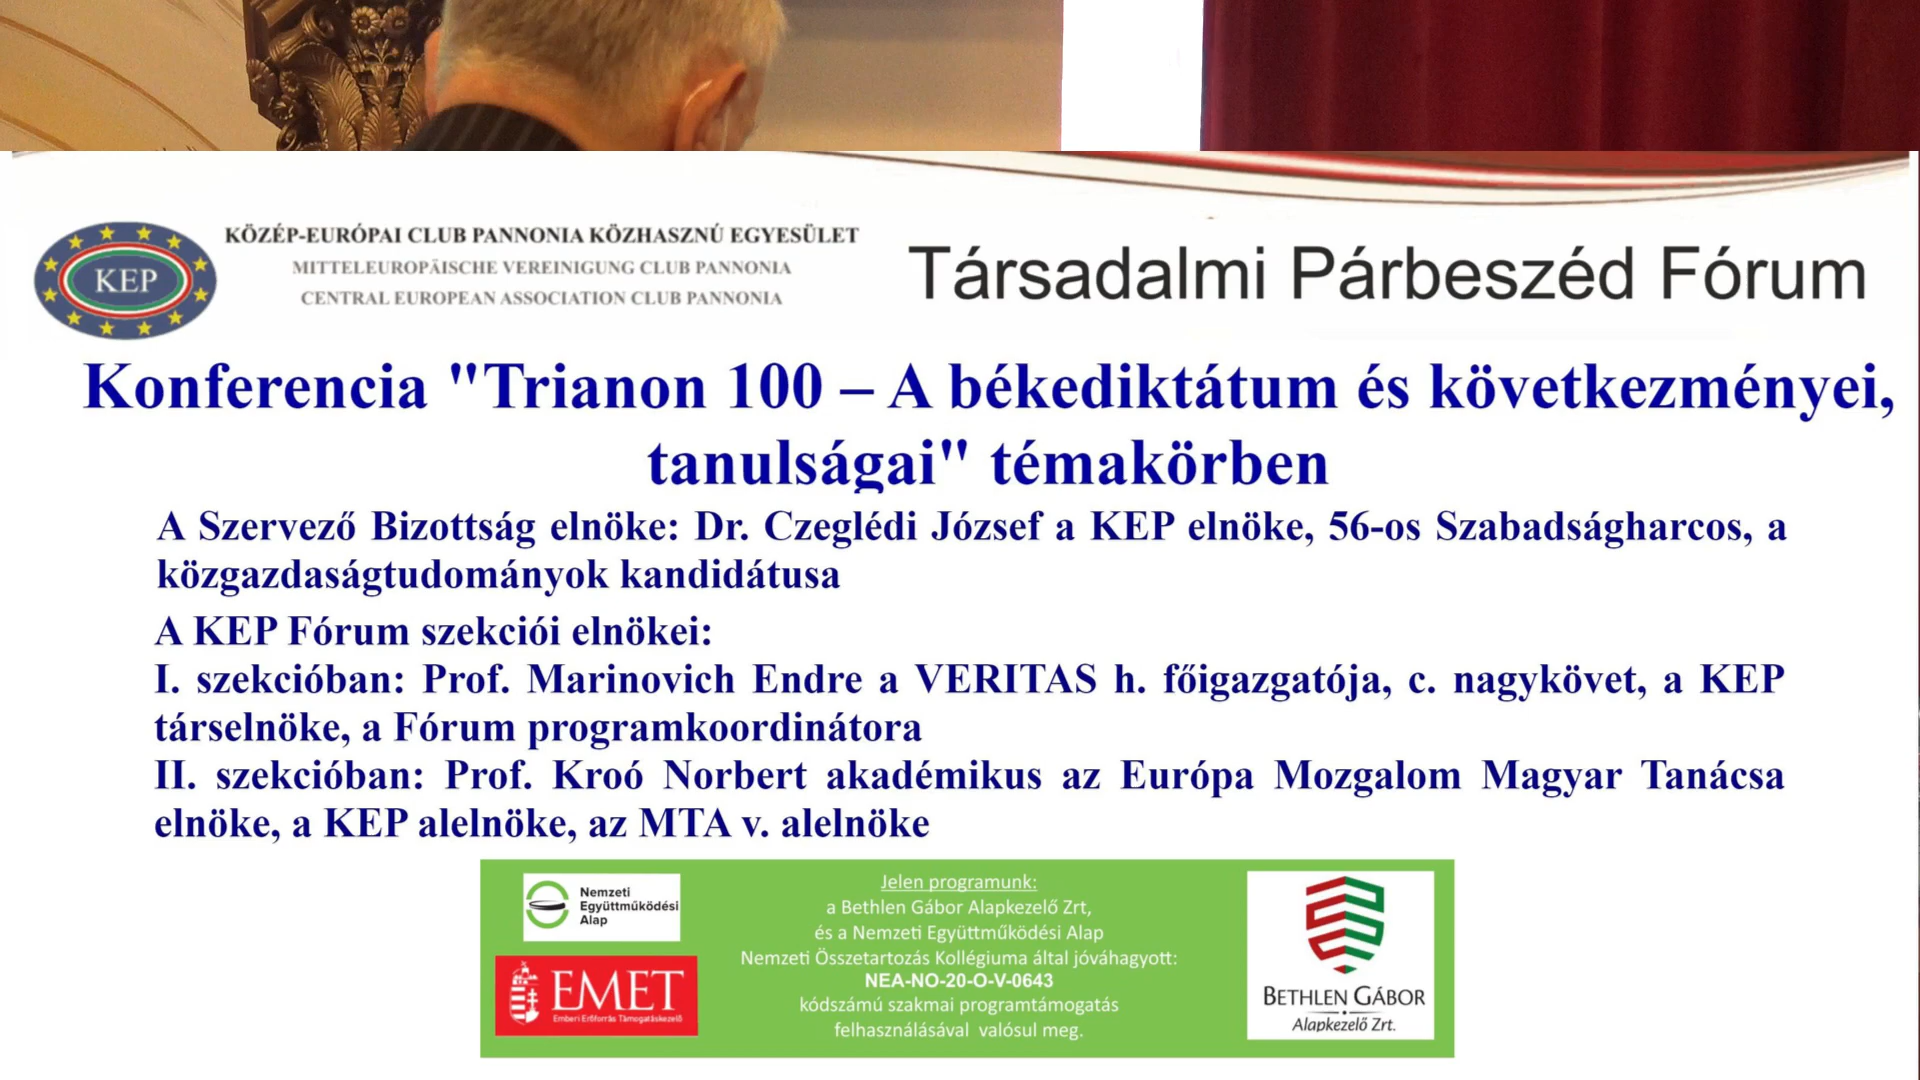 KEP
KÖZÉP-EURÓPAI CLUB PANNONIA KÖZHASZNÚ EGYESÜLET
MITTELEUROPÄISCHE VEREINIGUNG CLUB PANNONIA
CENTRAL EUROPEAN ASSOCIATION CLUB PANNONIA
Társadalmi Párbeszéd Fórum
Konferencia "Trianon 100 – A békediktátum és következményei,
tanulságai" témakörben
A Szervező Bizottság elnöke: Dr. Czeglédi József a KEP elnöke, 56-os Szabadságharcos, a
közgazdaságtudományok kandidátusa
A KEP Fórum szekciói elnökei:
I. szekcióban: Prof. Marinovich Endre a VERITAS h. főigazgatója, c. nagykövet, a KEP
társelnöke, a Fórum programkoordinátora
II. szekcióban: Prof. Kroó Norbert akadémikus az Európa Mozgalom Magyar Tanácsa
elnöke, a KEP alelnöke, az MTA v. alelnöke
Nemzeti
Együttműködési
Alap
EMET
Emberi Erőforrás Támogatáskezelő
Jelen programunk:
a Bethlen Gábor Alapkezelő Zrt,
és a Nemzeti Együttműködési Alap
Nemzeti Összetartozás Kollégiuma által jóváhagyott:
NEA-NO-20-O-V-0643
kódszámú szakmai programtámogatás
felhasználásával valósul meg.
BETHLEN GÁBOR
Alapkezelő Zrt.